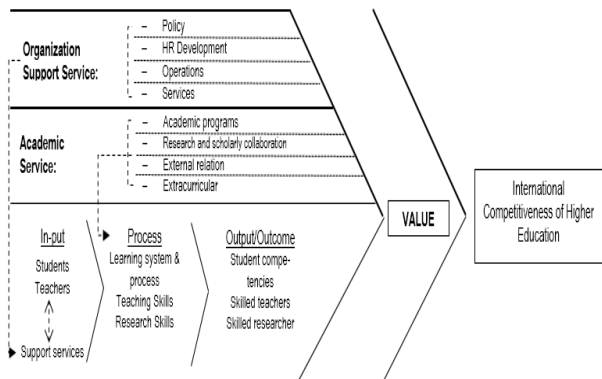 Organization
Support Service:
– Policy
– HR Development
– Operations
– Services
Academic
Service:
– Academic programs
– Research and scholarly collaboration
– External relation
– Extracurricular
In-put
Students
Teachers
Support services
Process
Learning system &
process
Teaching Skills
Research Skills
Output/Outcome
Student compe-
tencies
Skilled teachers
Skilled researcher
VALUE
International
Competitiveness of Higher
Education